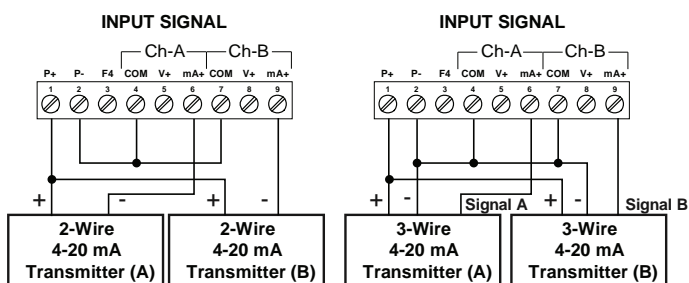 INPUT SIGNAL
Ch-A Ch-B
P+ P- F4 COM V+ mA+ COM V+ mA+
1 2 3 4 5 6 7 8 9
+ - + -
2-Wire
4-20 mA
Transmitter (A)
2-Wire
4-20 mA
Transmitter (B)
INPUT SIGNAL
Ch-A Ch-B
P+ P- F4 COM V+ mA+ COM V+ mA+
1 2 3 4 5 6 7 8 9
+ - Signal A + - Signal B
3-Wire
4-20 mA
Transmitter (A)
3-Wire
4-20 mA
Transmitter (B)